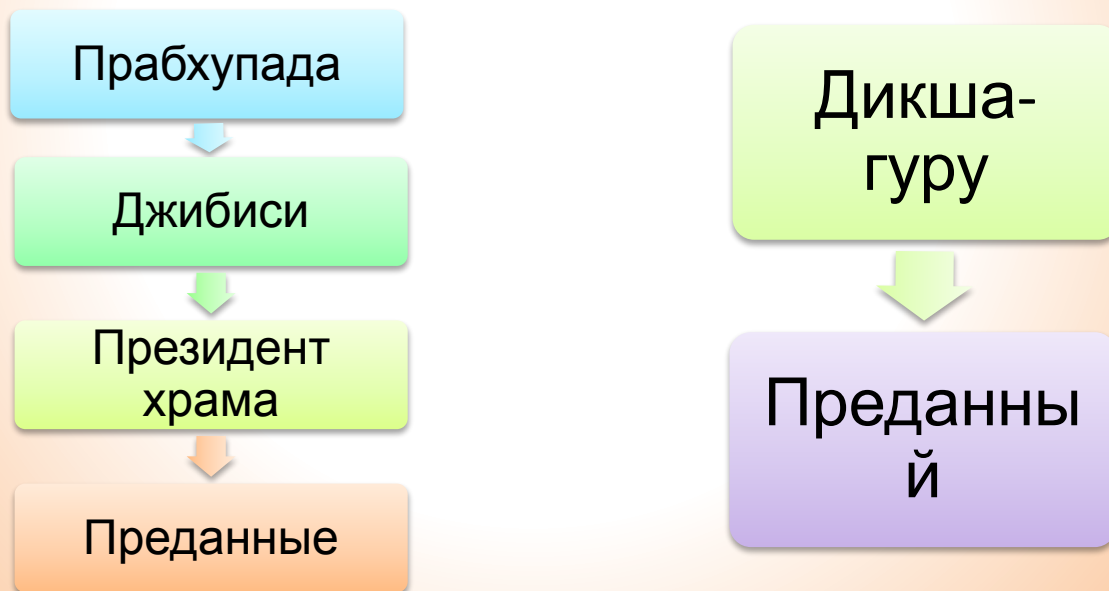 Прабхупада
Джибиси
Президент
храма
Преданные
Дикша-
гуру
Преданны
й